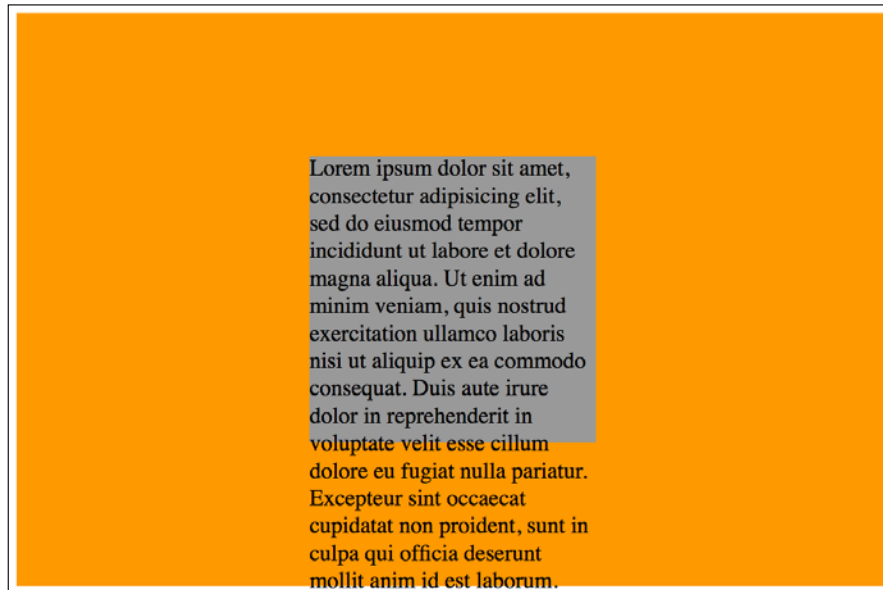 Lorem ipsum dolor sit amet,
consectetur adipisicing elit,
sed do eiusmod tempor
incididunt ut labore et dolore
magna aliqua. Ut enim ad
minim veniam, quis nostrud
exercitation ullamco laboris
nisi ut aliquip ex ea commodo
consequat. Duis aute irure
dolor in reprehenderit in
voluptate velit esse cillum
dolore eu fugiat nulla pariatur.
Excepteur sint occaecat
cupidatat non proident, sunt in
culpa qui officia deserunt
mollit anim id est laborum.